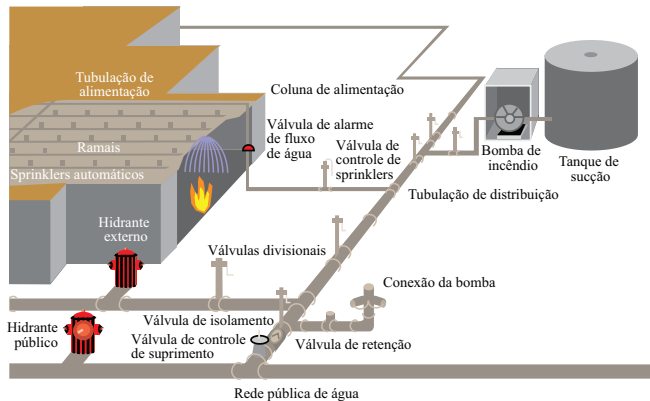 Tubulação de
alimentação
Coluna de alimentação
Válvula de alarme
de fluxo
de água
Válvula de
controle de
sprinklers
Bomba de
incêndio
Tanque de
sucção
Ramais
Sprinklers automáticos
Tubulação de distribuição
Hidrante
externo
Válvulas divisionais
Conexão da bomba
Hidrante
público
Válvula de isolamento
Válvula de controle
de suprimento
Válvula de retenção
Rede pública de água